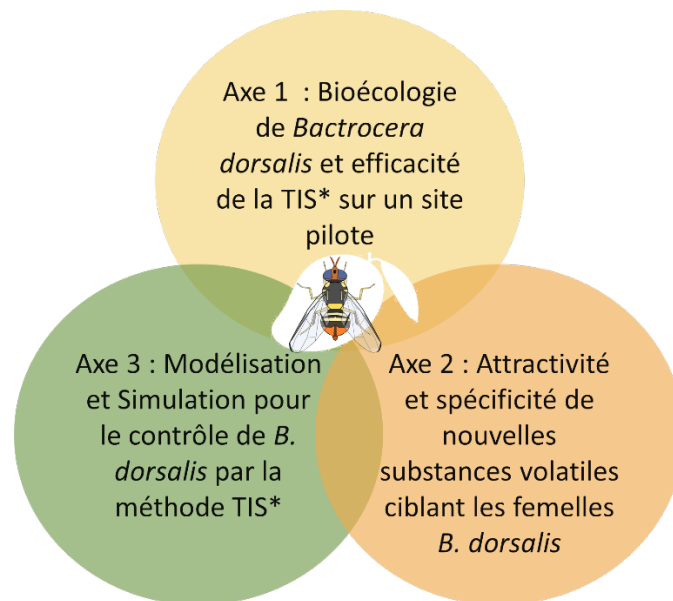 Axe 1 : Bioécologie
de Bactrocera
dorsalis et efficacité
de la TIS* sur un site
pilote
Axe 3 : Modélisation
et Simulation pour
le contrôle de B.
dorsalis par la
méthode TIS*
Axe 2 : Attractivité
et spécificité de
nouvelles
substances volatiles
ciblant les femelles
B. dorsalis